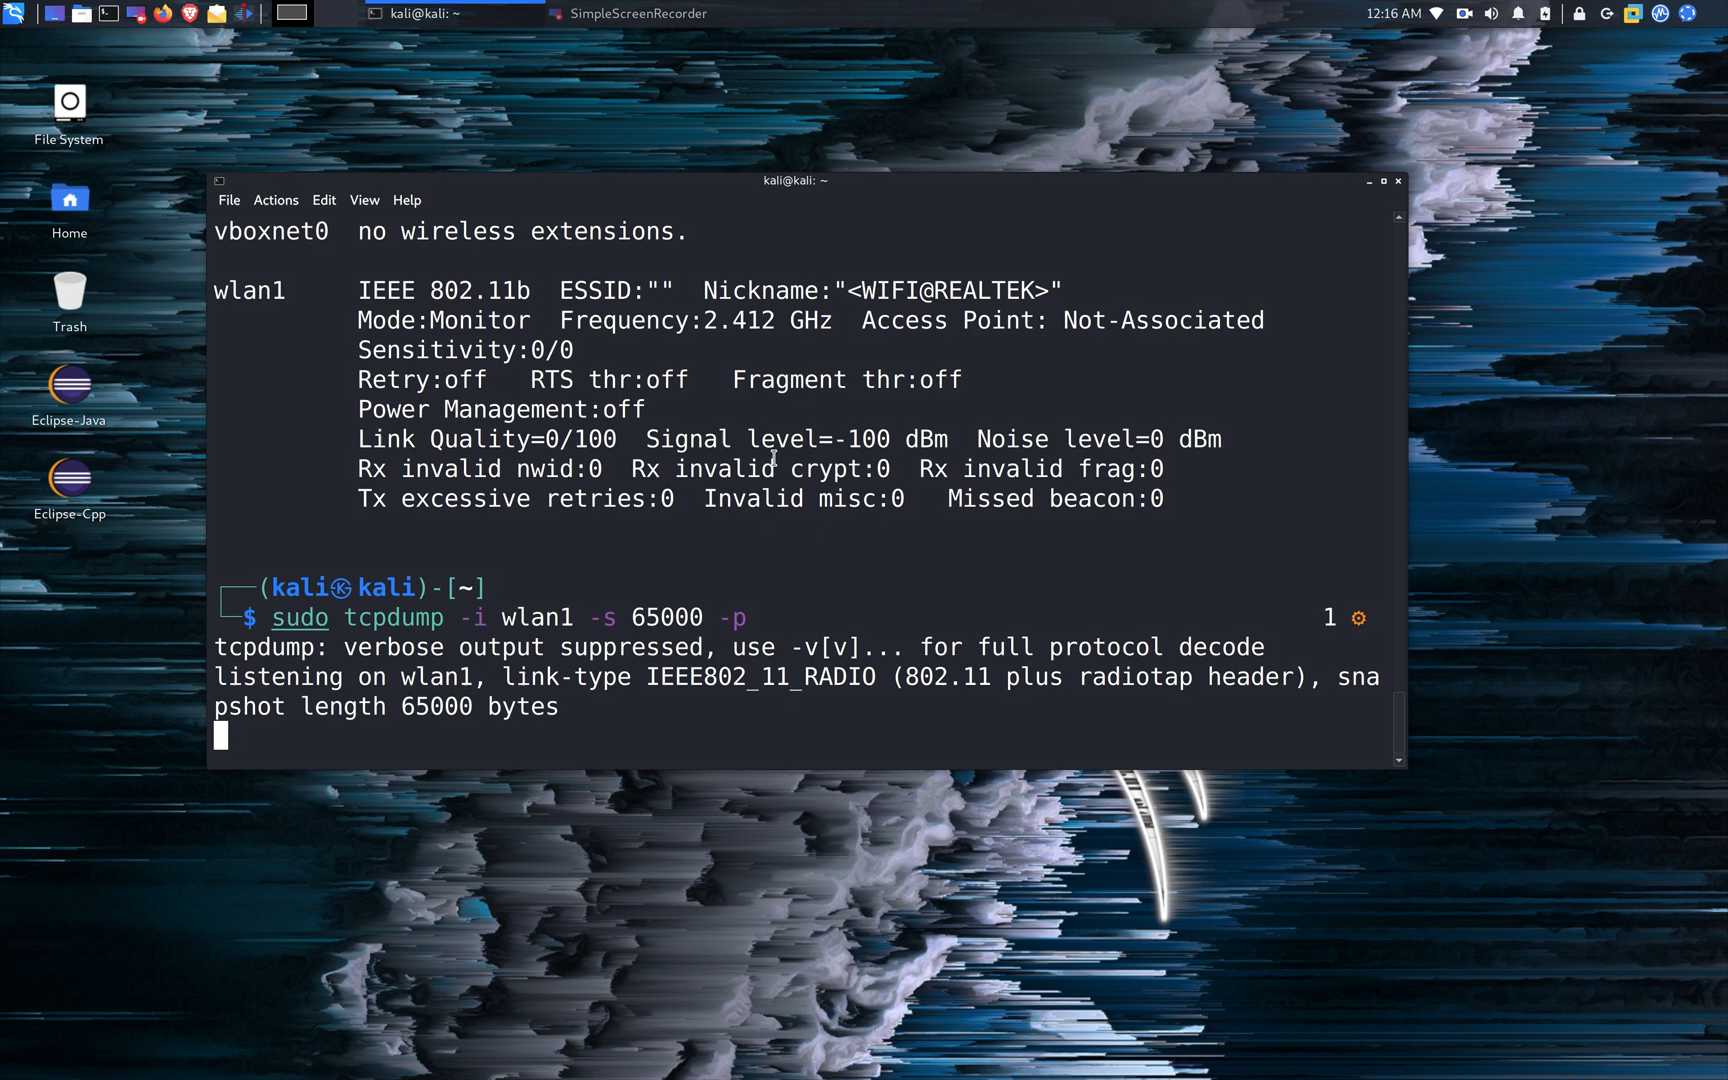 kali@kali: ~
SimpleScreenRecorder
12:16 AM
File System
Home
Trash
Eclipse-Java
Eclipse-Cpp
kali@kali: ~
File Actions Edit View Help
vboxnet0  no wireless extensions.
wlan1     IEEE 802.11b  ESSID:""  Nickname:"<WIFI@REALTEK>"
Mode:Monitor  Frequency:2.412 GHz  Access Point: Not-Associated
Sensitivity:0/0
Retry:off   RTS thr:off   Fragment thr:off
Power Management:off
Link Quality=0/100  Signal level=-100 dBm  Noise level=0 dBm
Rx invalid nwid:0  Rx invalid crypt:0  Rx invalid frag:0
Tx excessive retries:0  Invalid misc:0   Missed beacon:0
┌──(kali㉿kali)-[~]
└─$ sudo tcpdump -i wlan1 -s 65000 -p 1 ⚙
tcpdump: verbose output suppressed, use -v[v]... for full protocol decode
listening on wlan1, link-type IEEE802_11_RADIO (802.11 plus radiotap header), sna
pshot length 65000 bytes